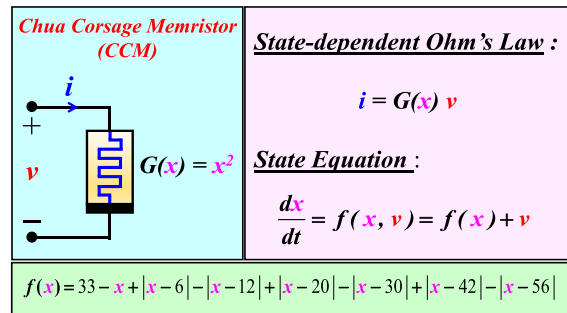 Chua Corsage Memristor
(CCM)
i
+
v
−
G(x) = x²
State-dependent Ohm's Law :
i = G(x) v
State Equation :
dx/dt = f(x, v) = f(x) + v
f(x) = 33 − x + |x − 6| − |x − 12| + |x − 20| − |x − 30| + |x − 42| − |x − 56|